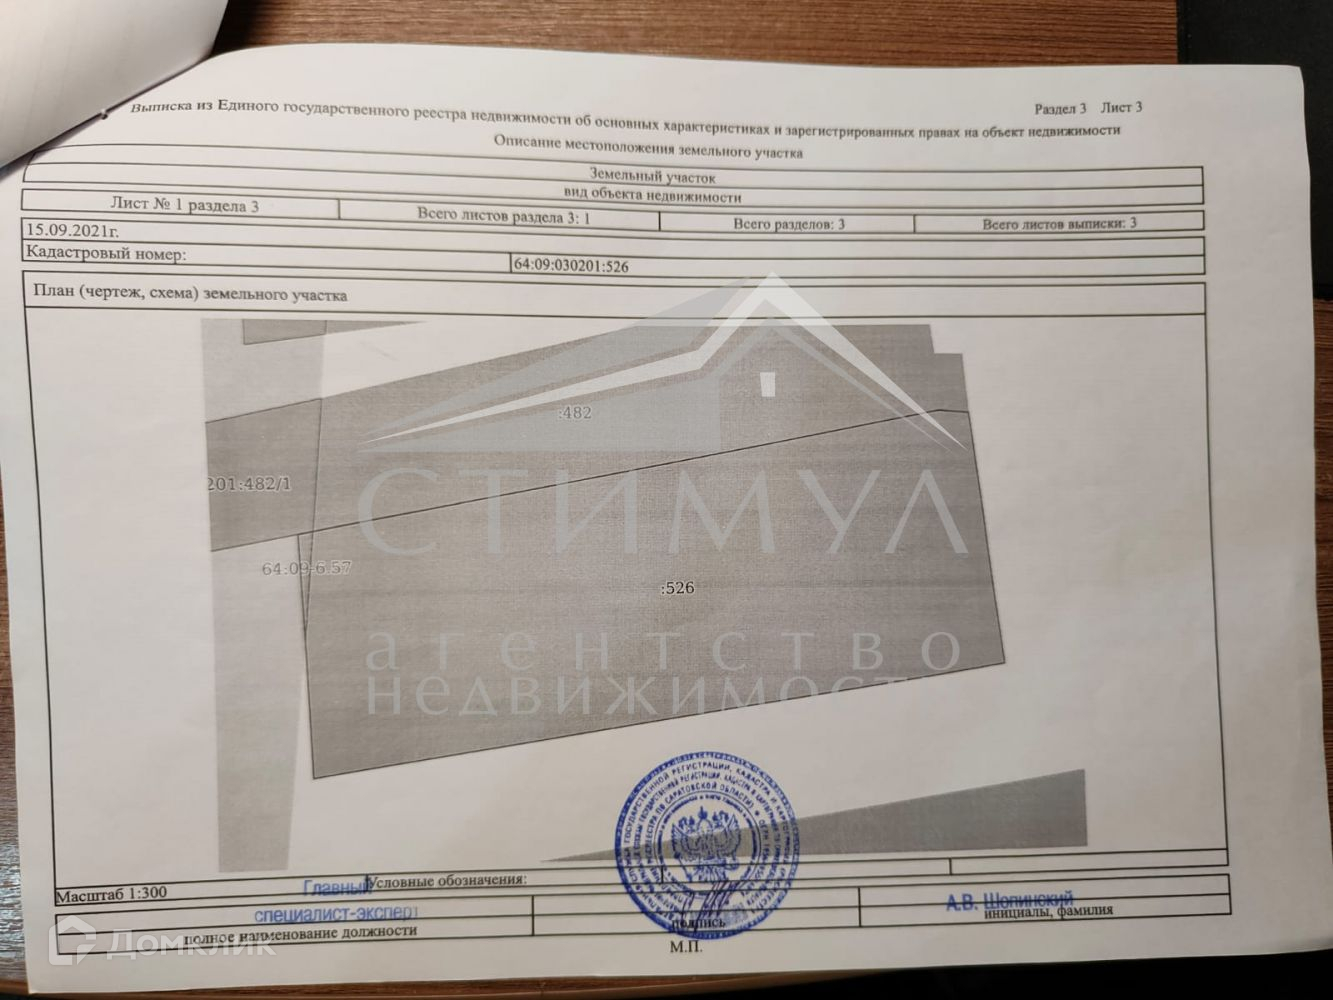 Раздел 3 Лист 3
Выписка из Единого государственного реестра недвижимости об основных характеристиках и зарегистрированных правах на объект недвижимости
Описание местоположения земельного участка
Земельный участок
вид объекта недвижимости
Лист № 1 раздела 3 Всего листов раздела 3: 1 Всего разделов: 3 Всего листов выписки: 3
15.09.2021г.
Кадастровый номер: 64:09:030201:526
План (чертеж, схема) земельного участка
:482
201:482/1
СТИМУЛ
64:09-6.57
:526
агентство
недвижимости
Масштаб 1:300 Условные обозначения:
Главный
специалист-эксперт
А.В. Шопинский
полное наименование должности подпись инициалы, фамилия
М.П.
Домклик